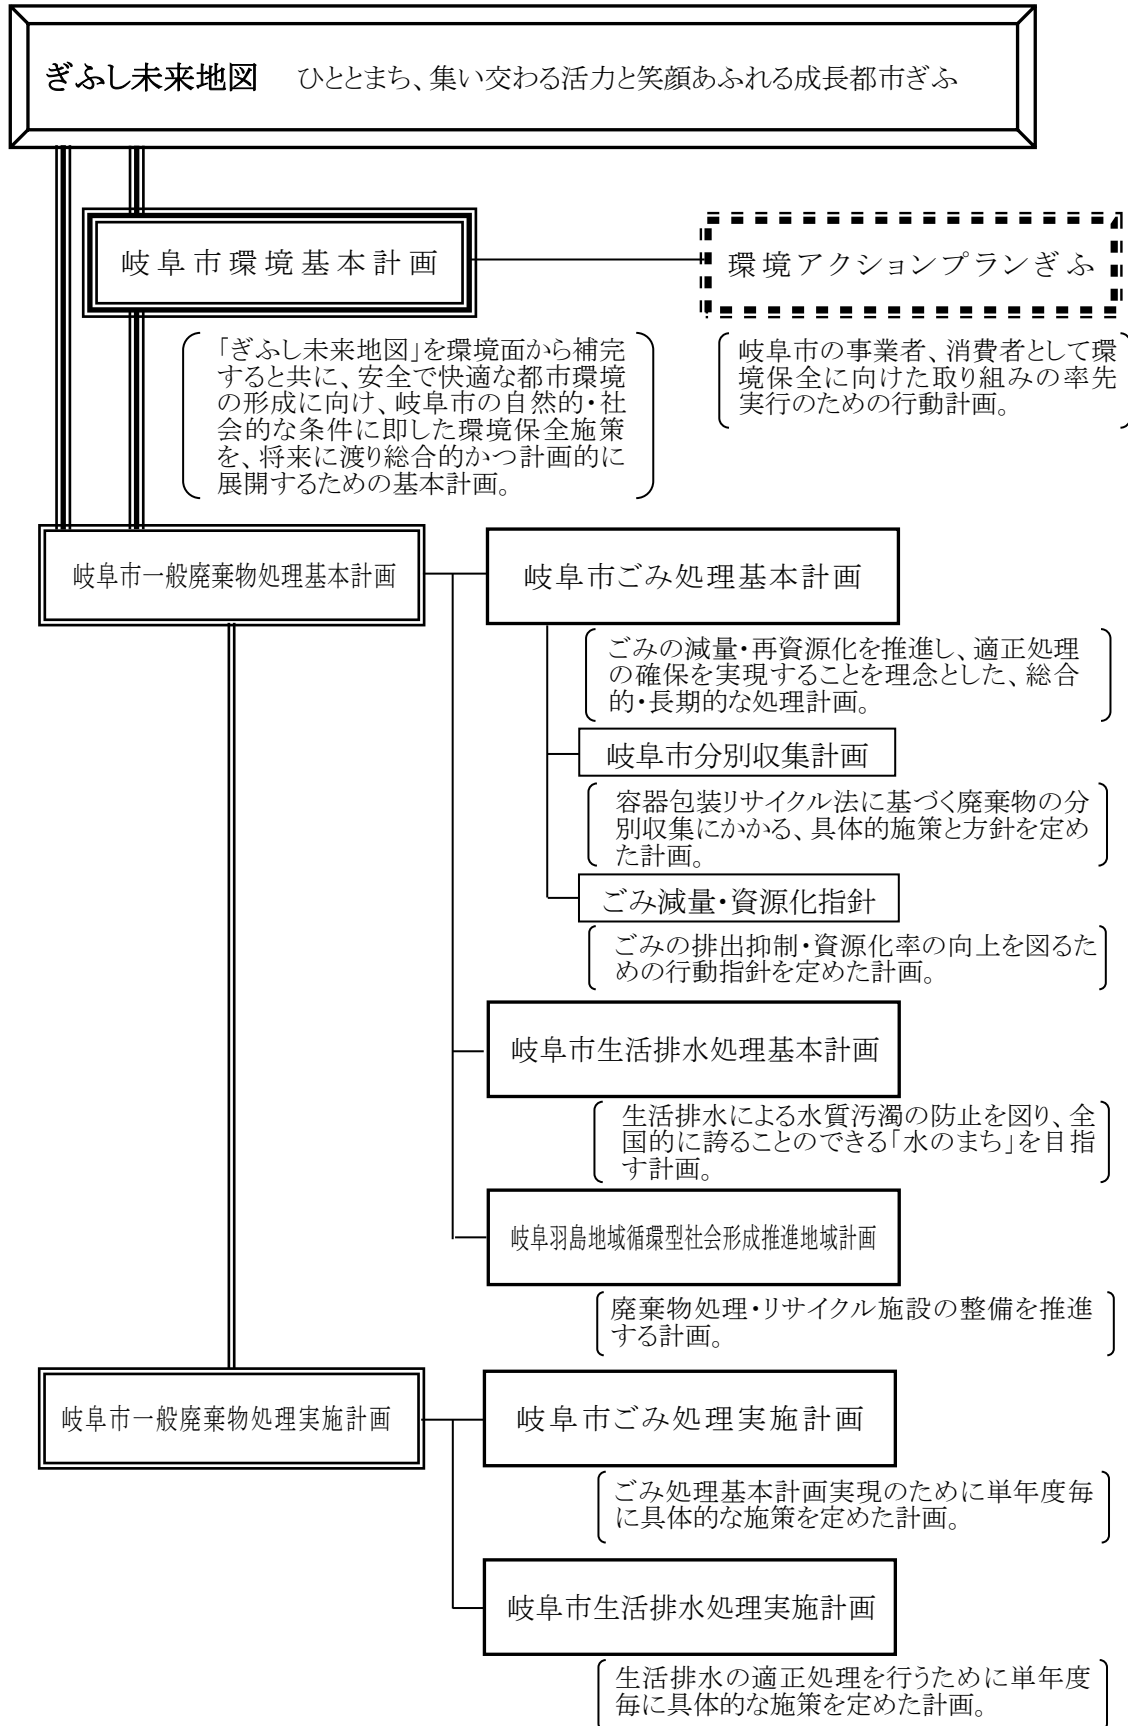 ぎふし未来地図 ひととまち、集い交わる活力と笑顔あふれる成長都市ぎふ
岐阜市環境基本計画
環境アクションプランぎふ
「ぎふし未来地図」を環境面から補完
すると共に、安全で快適な都市環境
の形成に向け、岐阜市の自然的・社
会的な条件に即した環境保全施策
を、将来に渡り総合的かつ計画的に
展開するための基本計画。
岐阜市の事業者、消費者として環
境保全に向けた取り組みの率先
実行のための行動計画。
岐阜市一般廃棄物処理基本計画
岐阜市ごみ処理基本計画
ごみの減量・再資源化を推進し、適正処理
の確保を実現することを理念とした、総合
的・長期的な処理計画。
岐阜市分別収集計画
容器包装リサイクル法に基づく廃棄物の分
別収集にかかる、具体的施策と方針を定め
た計画。
ごみ減量・資源化指針
ごみの排出抑制・資源化率の向上を図るた
めの行動指針を定めた計画。
岐阜市生活排水処理基本計画
生活排水による水質汚濁の防止を図り、全
国的に誇ることのできる「水のまち」を目指
す計画。
岐阜羽島地域循環型社会形成推進地域計画
廃棄物処理・リサイクル施設の整備を推進
する計画。
岐阜市一般廃棄物処理実施計画
岐阜市ごみ処理実施計画
ごみ処理基本計画実現のために単年度毎
に具体的な施策を定めた計画。
岐阜市生活排水処理実施計画
生活排水の適正処理を行うために単年度
毎に具体的な施策を定めた計画。